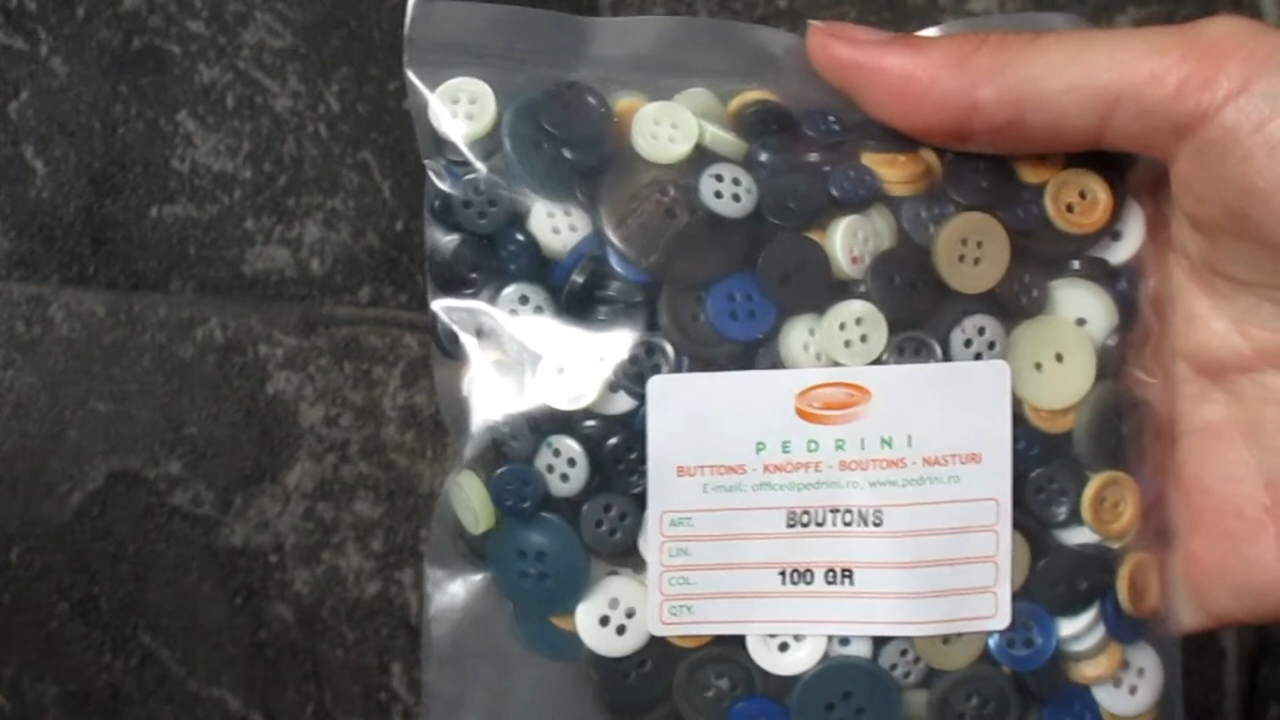 PEDRINI
BUTTONS - KNÖPFE - BOUTONS - NASTURI
E-mail: office@pedrini.ro, www.pedrini.ro
ART. BOUTONS
LIN.
COL. 100 GR
QTY.